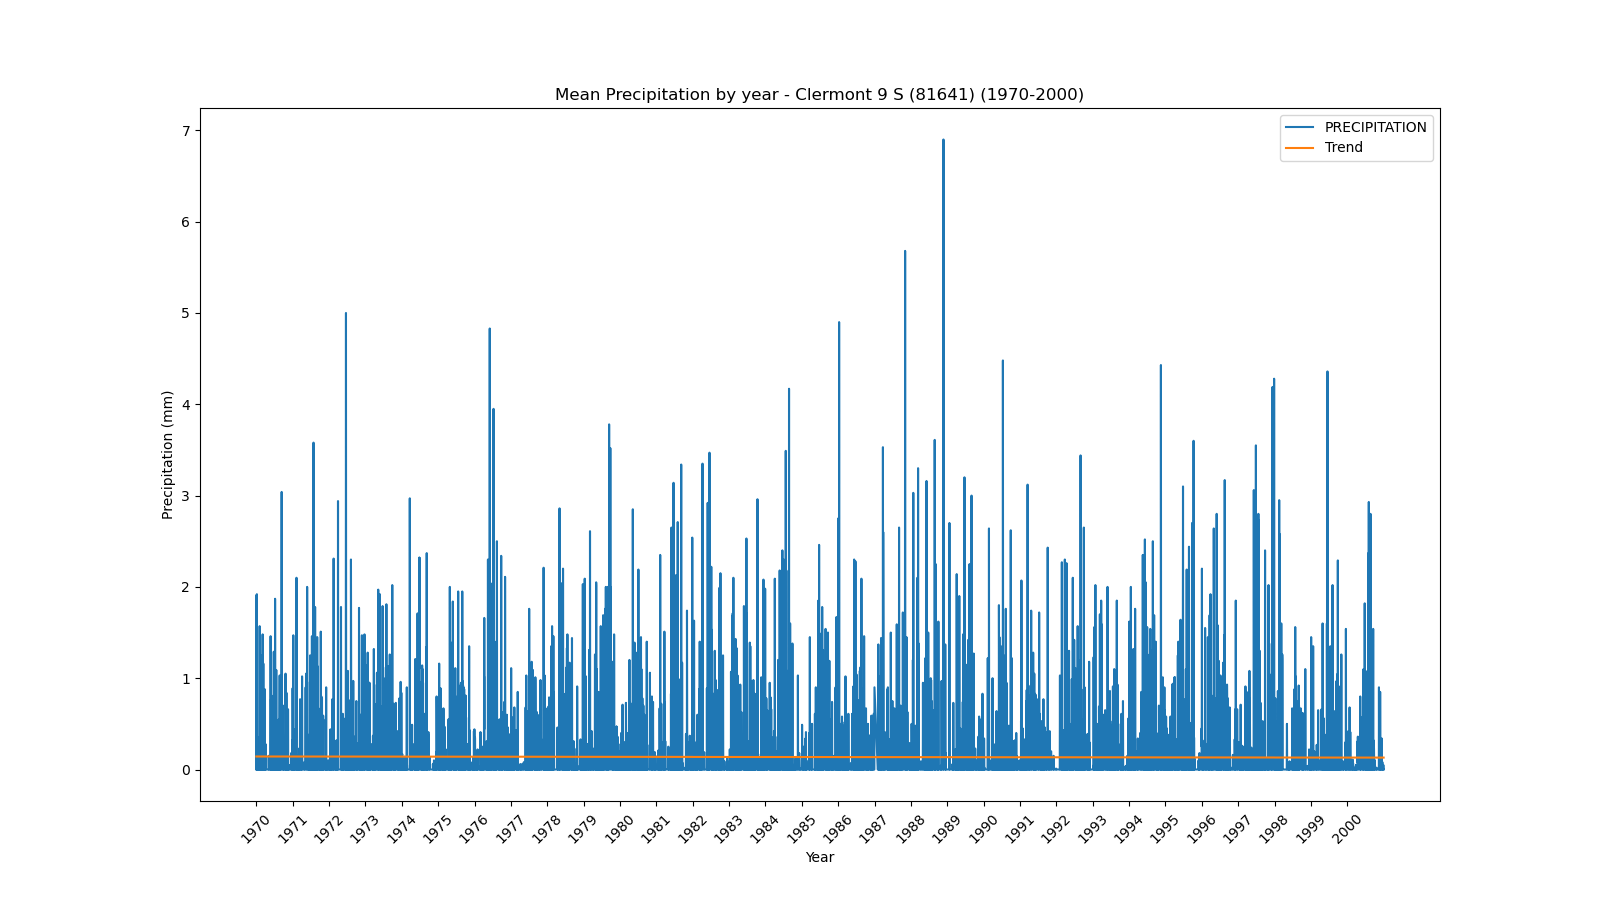 Mean Precipitation by year - Clermont 9 S (81641) (1970-2000)
PRECIPITATION
Trend
7
6
5
4
3
2
1
0
Precipitation (mm)
1970 1971 1972 1973 1974 1975 1976 1977 1978 1979 1980 1981 1982 1983 1984 1985 1986 1987 1988 1989 1990 1991 1992 1993 1994 1995 1996 1997 1998 1999 2000
Year